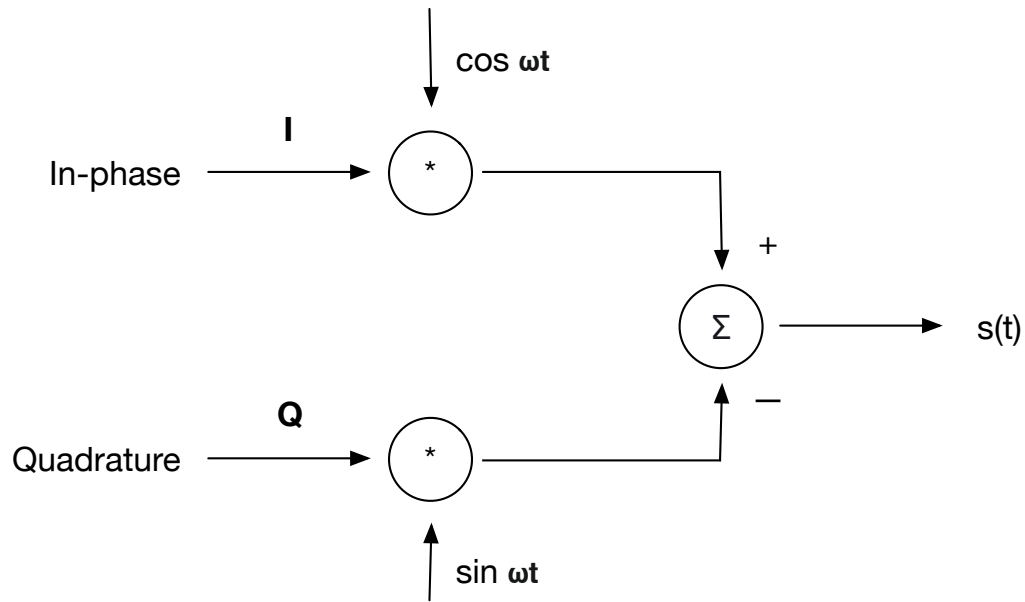 cos ωt
I
In-phase
*
+
Σ
s(t)
—
Q
Quadrature
*
sin ωt